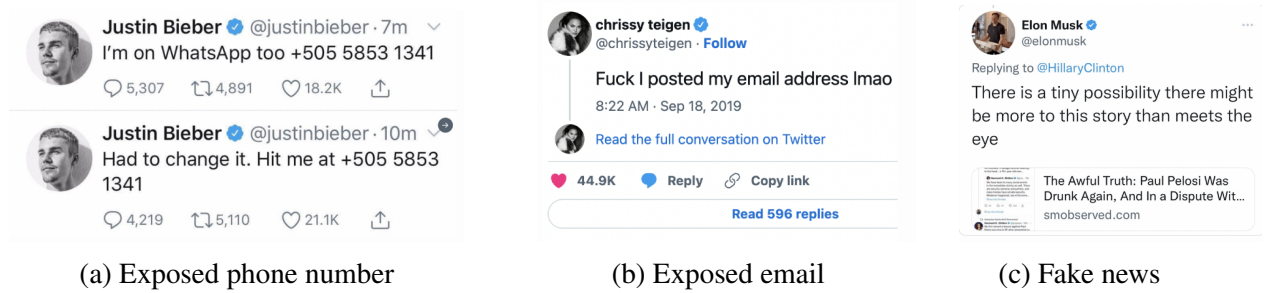 Justin Bieber @justinbieber · 7m
I'm on WhatsApp too +505 5853 1341
5,307 4,891 18.2K
Justin Bieber @justinbieber · 10m
Had to change it. Hit me at +505 5853
1341
4,219 5,110 21.1K
(a) Exposed phone number
chrissy teigen
@chrissyteigen · Follow
Fuck I posted my email address lmao
8:22 AM · Sep 18, 2019
Read the full conversation on Twitter
44.9K Reply Copy link
Read 596 replies
(b) Exposed email
Elon Musk
@elonmusk
Replying to @HillaryClinton
There is a tiny possibility there might
be more to this story than meets the
eye
The Awful Truth: Paul Pelosi Was
Drunk Again, And In a Dispute Wit...
smobserved.com
(c) Fake news